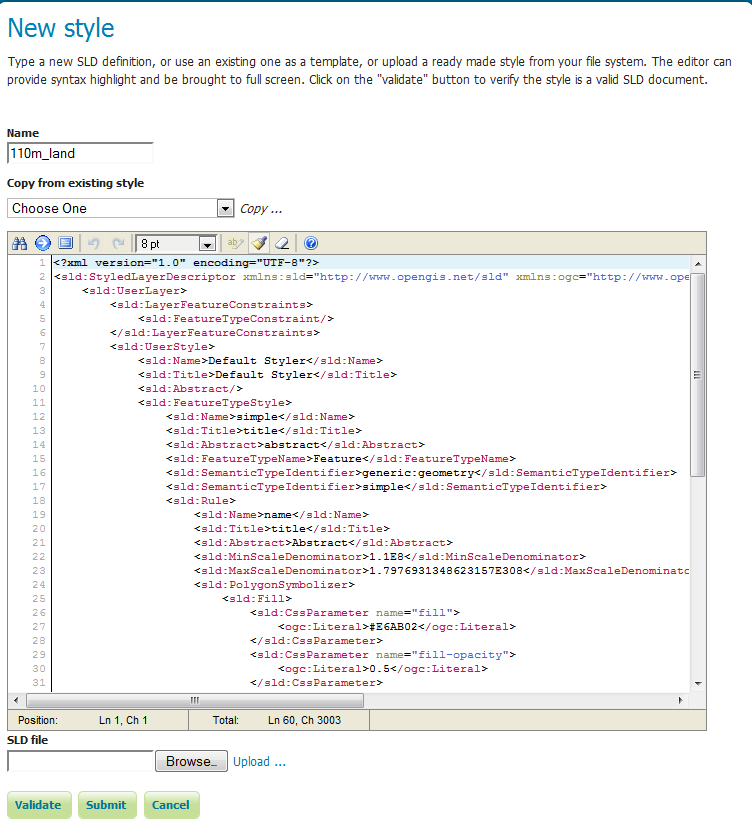 New style
Type a new SLD definition, or use an existing one as a template, or upload a ready made style from your file system. The editor can
provide syntax highlight and be brought to full screen. Click on the "validate" button to verify the style is a valid SLD document.
Name
110m_land
Copy from existing style
Choose One Copy ...
8 pt
1 <?xml version="1.0" encoding="UTF-8"?>
2 <sld:StyledLayerDescriptor xmlns:sld="http://www.opengis.net/sld" xmlns:ogc="http://www.ope
3 <sld:UserLayer>
4 <sld:LayerFeatureConstraints>
5 <sld:FeatureTypeConstraint/>
6 </sld:LayerFeatureConstraints>
7 <sld:UserStyle>
8 <sld:Name>Default Styler</sld:Name>
9 <sld:Title>Default Styler</sld:Title>
10 <sld:Abstract/>
11 <sld:FeatureTypeStyle>
12 <sld:Name>simple</sld:Name>
13 <sld:Title>title</sld:Title>
14 <sld:Abstract>abstract</sld:Abstract>
15 <sld:FeatureTypeName>Feature</sld:FeatureTypeName>
16 <sld:SemanticTypeIdentifier>generic:geometry</sld:SemanticTypeIdentifier>
17 <sld:SemanticTypeIdentifier>simple</sld:SemanticTypeIdentifier>
18 <sld:Rule>
19 <sld:Name>name</sld:Name>
20 <sld:Title>title</sld:Title>
21 <sld:Abstract>Abstract</sld:Abstract>
22 <sld:MinScaleDenominator>1.1E8</sld:MinScaleDenominator>
23 <sld:MaxScaleDenominator>1.7976931348623157E308</sld:MaxScaleDenominato
24 <sld:PolygonSymbolizer>
25 <sld:Fill>
26 <sld:CssParameter name="fill">
27 <ogc:Literal>#E6AB02</ogc:Literal>
28 </sld:CssParameter>
29 <sld:CssParameter name="fill-opacity">
30 <ogc:Literal>0.5</ogc:Literal>
31 </sld:CssParameter>
Position: Ln 1, Ch 1 Total: Ln 60, Ch 3003
SLD file
Browse... Upload ...
Validate Submit Cancel